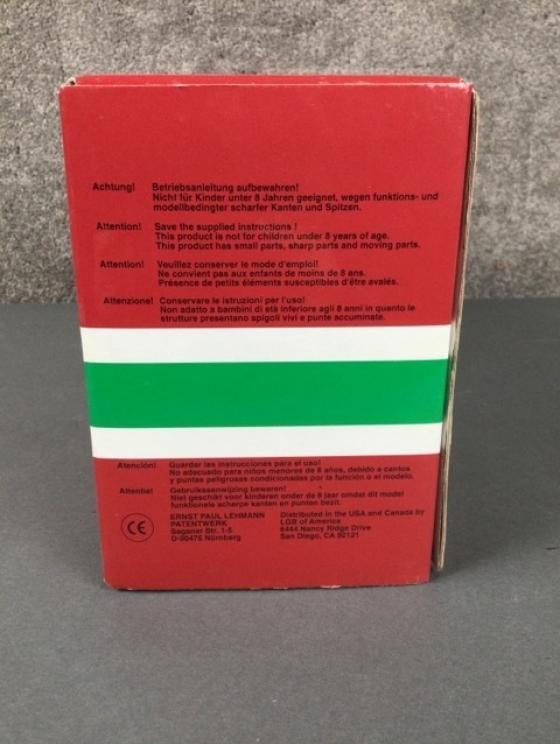 Achtung! Betriebsanleitung aufbewahren!
Nicht für Kinder unter 8 Jahren geeignet, wegen funktions- und
modellbedingter scharfer Kanten und Spitzen.
Attention! Save the supplied instructions !
This product is not for children under 8 years of age.
This product has small parts, sharp parts and moving parts.
Attention! Veuillez conserver le mode d'emploi!
Ne convient pas aux enfants de moins de 8 ans.
Présence de petits éléments susceptibles d'être avalés.
Attenzione! Conservare le istruzioni per l'uso!
Non adatto a bambini di età inferiore agli 8 anni in quanto le
strutture presentano spigoli vivi e punte accuminate.
Atención! Guardar las instrucciones para el uso!
No adecuado para niños menores de 8 años, debido a cantos
y puntas peligrosas condicionadas por la función o el modelo.
Attentie! Gebruiksaanwijzing bewaren!
Niet geschikt voor kinderen onder de 8 jaar omdat dit model
functionele scherpe kanten en punten bezit.
CE
ERNST PAUL LEHMANN
PATENTWERK
Saganer Str. 1-5
D-90475 Nürnberg
Distributed in the USA and Canada by
LGB of America
6444 Nancy Ridge Drive
San Diego, CA 92121